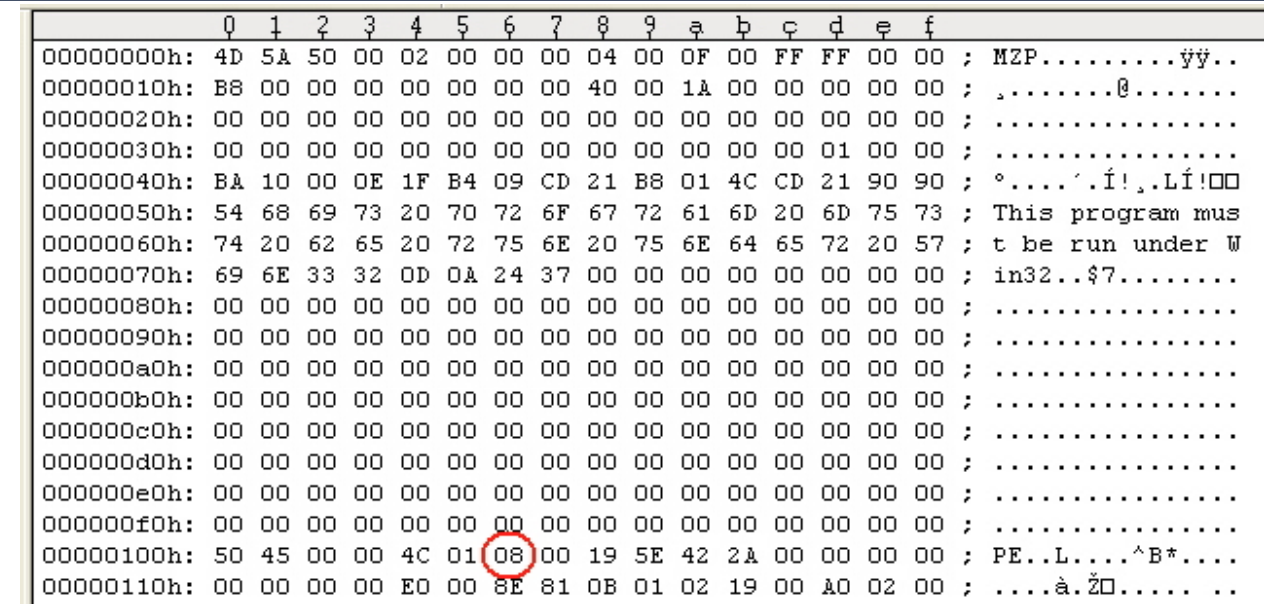 0 1 2 3 4 5 6 7 8 9 a b c d e f
00000000h: 4D 5A 50 00 02 00 00 00 04 00 0F 00 FF FF 00 00 ; MZP.........ÿÿ..
00000010h: B8 00 00 00 00 00 00 00 40 00 1A 00 00 00 00 00 ; ¸.......@.......
00000020h: 00 00 00 00 00 00 00 00 00 00 00 00 00 00 00 00 ; ................
00000030h: 00 00 00 00 00 00 00 00 00 00 00 00 00 01 00 00 ; ................
00000040h: BA 10 00 0E 1F B4 09 CD 21 B8 01 4C CD 21 90 90 ; º....´.Í!¸.LÍ!□□
00000050h: 54 68 69 73 20 70 72 6F 67 72 61 6D 20 6D 75 73 ; This program mus
00000060h: 74 20 62 65 20 72 75 6E 20 75 6E 64 65 72 20 57 ; t be run under W
00000070h: 69 6E 33 32 0D 0A 24 37 00 00 00 00 00 00 00 00 ; in32..$7........
00000080h: 00 00 00 00 00 00 00 00 00 00 00 00 00 00 00 00 ; ................
00000090h: 00 00 00 00 00 00 00 00 00 00 00 00 00 00 00 00 ; ................
000000a0h: 00 00 00 00 00 00 00 00 00 00 00 00 00 00 00 00 ; ................
000000b0h: 00 00 00 00 00 00 00 00 00 00 00 00 00 00 00 00 ; ................
000000c0h: 00 00 00 00 00 00 00 00 00 00 00 00 00 00 00 00 ; ................
000000d0h: 00 00 00 00 00 00 00 00 00 00 00 00 00 00 00 00 ; ................
000000e0h: 00 00 00 00 00 00 00 00 00 00 00 00 00 00 00 00 ; ................
000000f0h: 00 00 00 00 00 00 00 00 00 00 00 00 00 00 00 00 ; ................
00000100h: 50 45 00 00 4C 01 08 00 19 5E 42 2A 00 00 00 00 ; PE..L....^B*....
00000110h: 00 00 00 00 E0 00 8E 81 0B 01 02 19 00 A0 02 00 ; ....à.Ž□..... ..